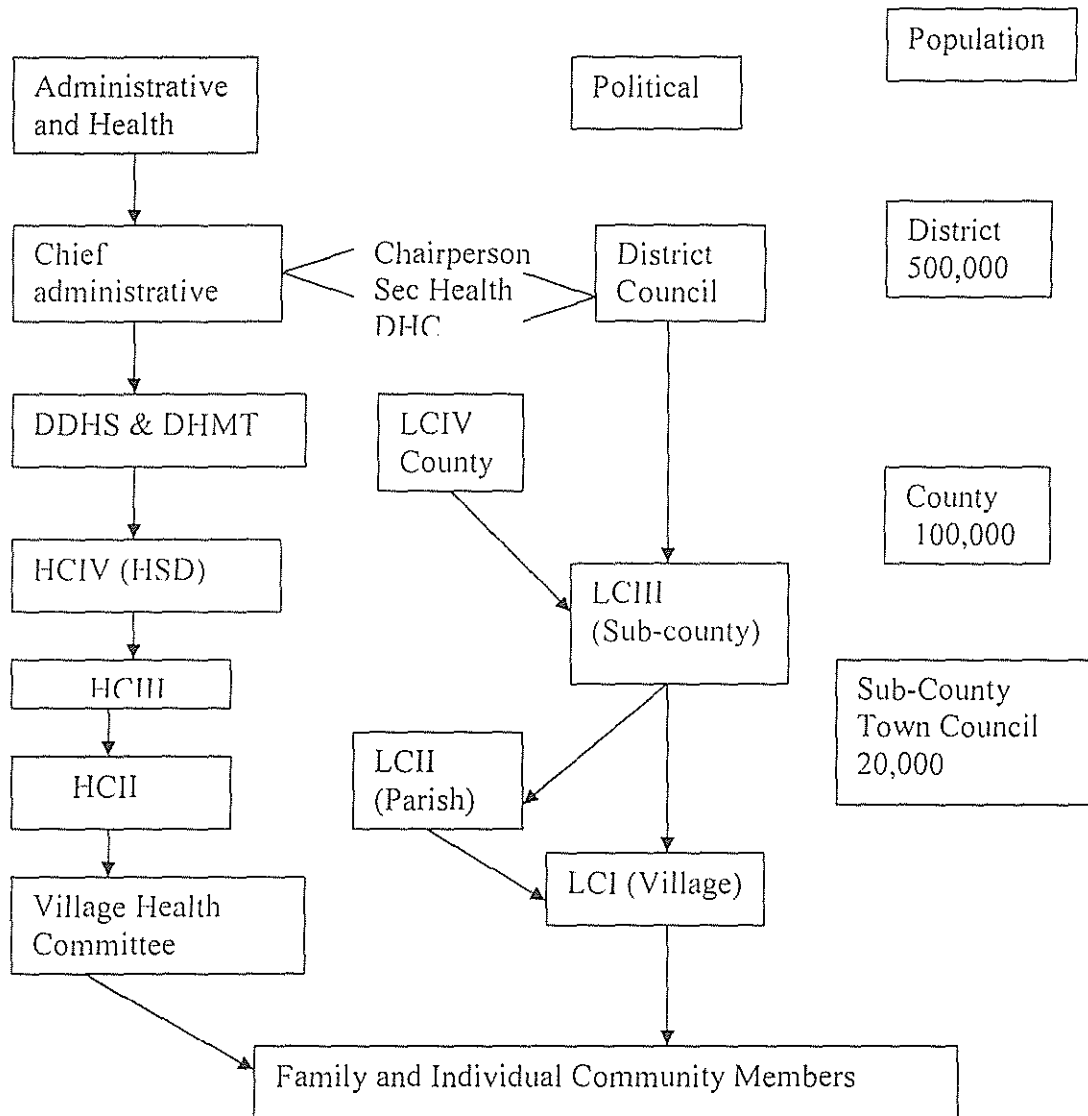 Population
Administrative
and Health
Political
Chief
administrative
Chairperson
Sec Health
DHC
District
Council
District
500,000
DDHS & DHMT
LCIV
County
County
100,000
HCIV (HSD)
LCIII
(Sub-county)
HCIII
Sub-County
Town Council
20,000
HCII
LCII
(Parish)
LCI (Village)
Village Health
Committee
Family and Individual Community Members